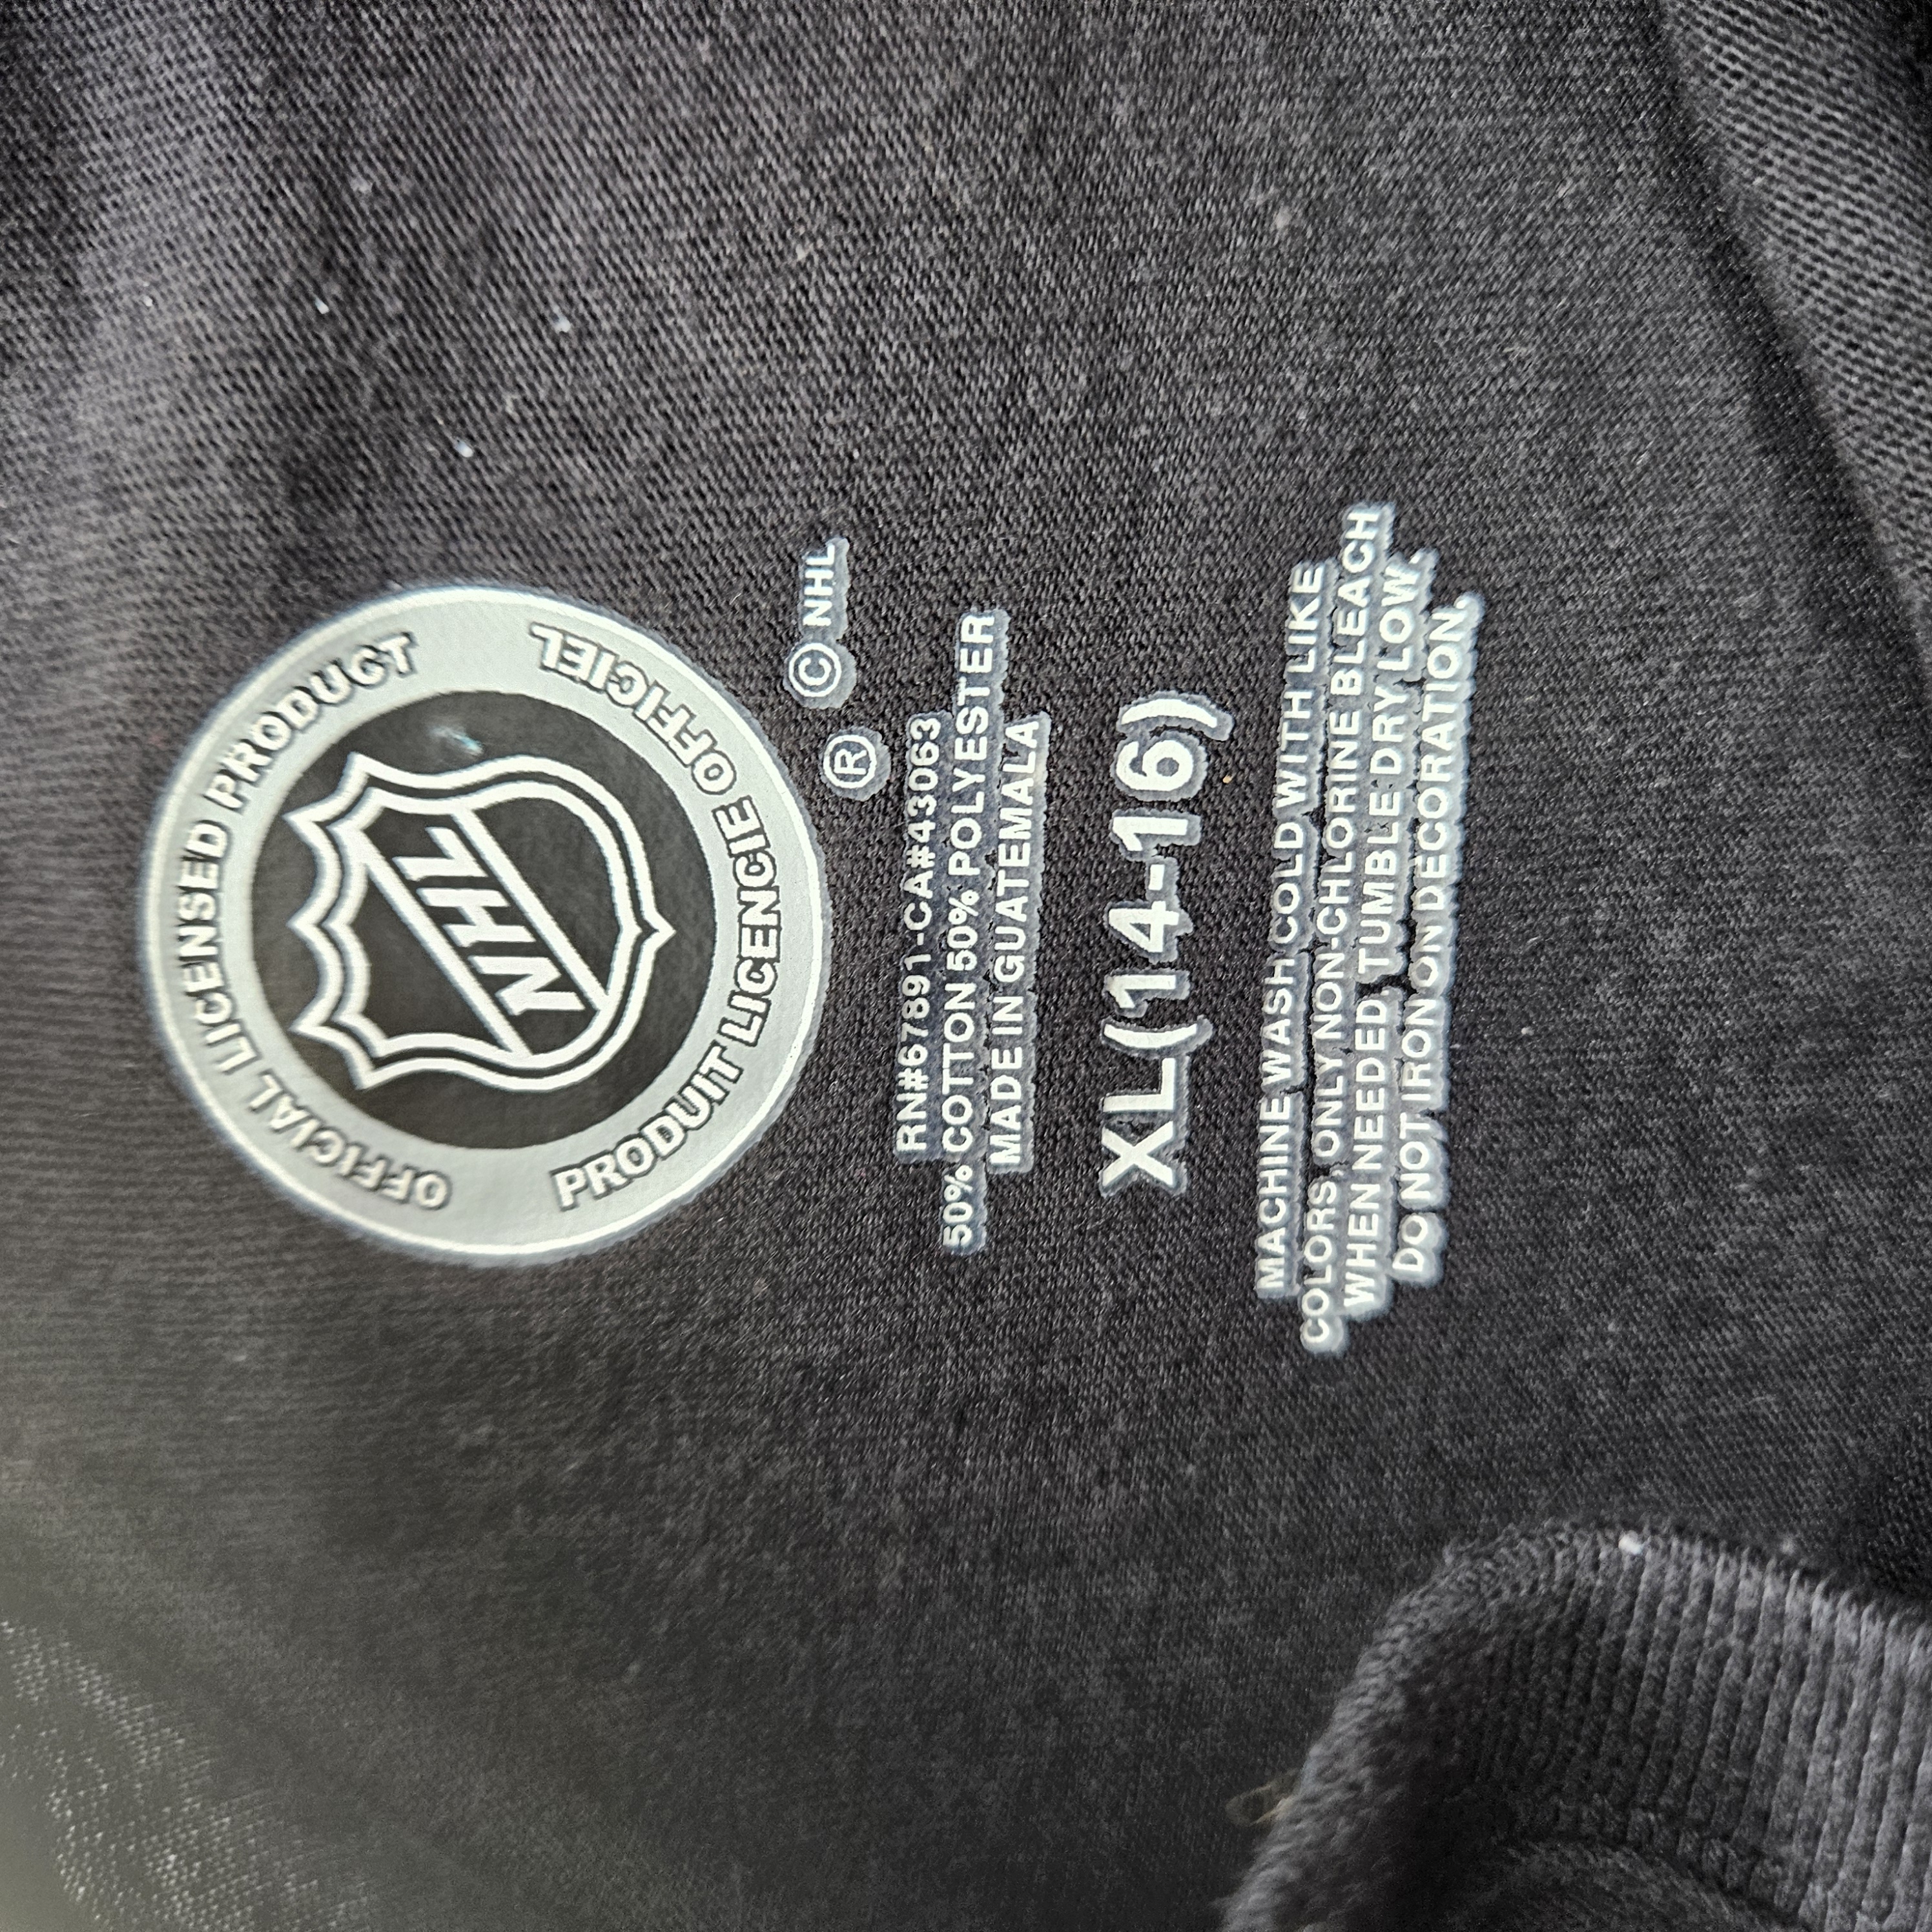 OFFICIAL LICENSED PRODUCT
NHL
PRODUIT LICENCIE OFFICIEL
® © NHL
RN#67891-CA#43063
50% COTTON 50% POLYESTER
MADE IN GUATEMALA
XL(14-16)
MACHINE WASH COLD WITH LIKE
COLORS, ONLY NON-CHLORINE BLEACH
WHEN NEEDED, TUMBLE DRY LOW,
DO NOT IRON ON DECORATION.